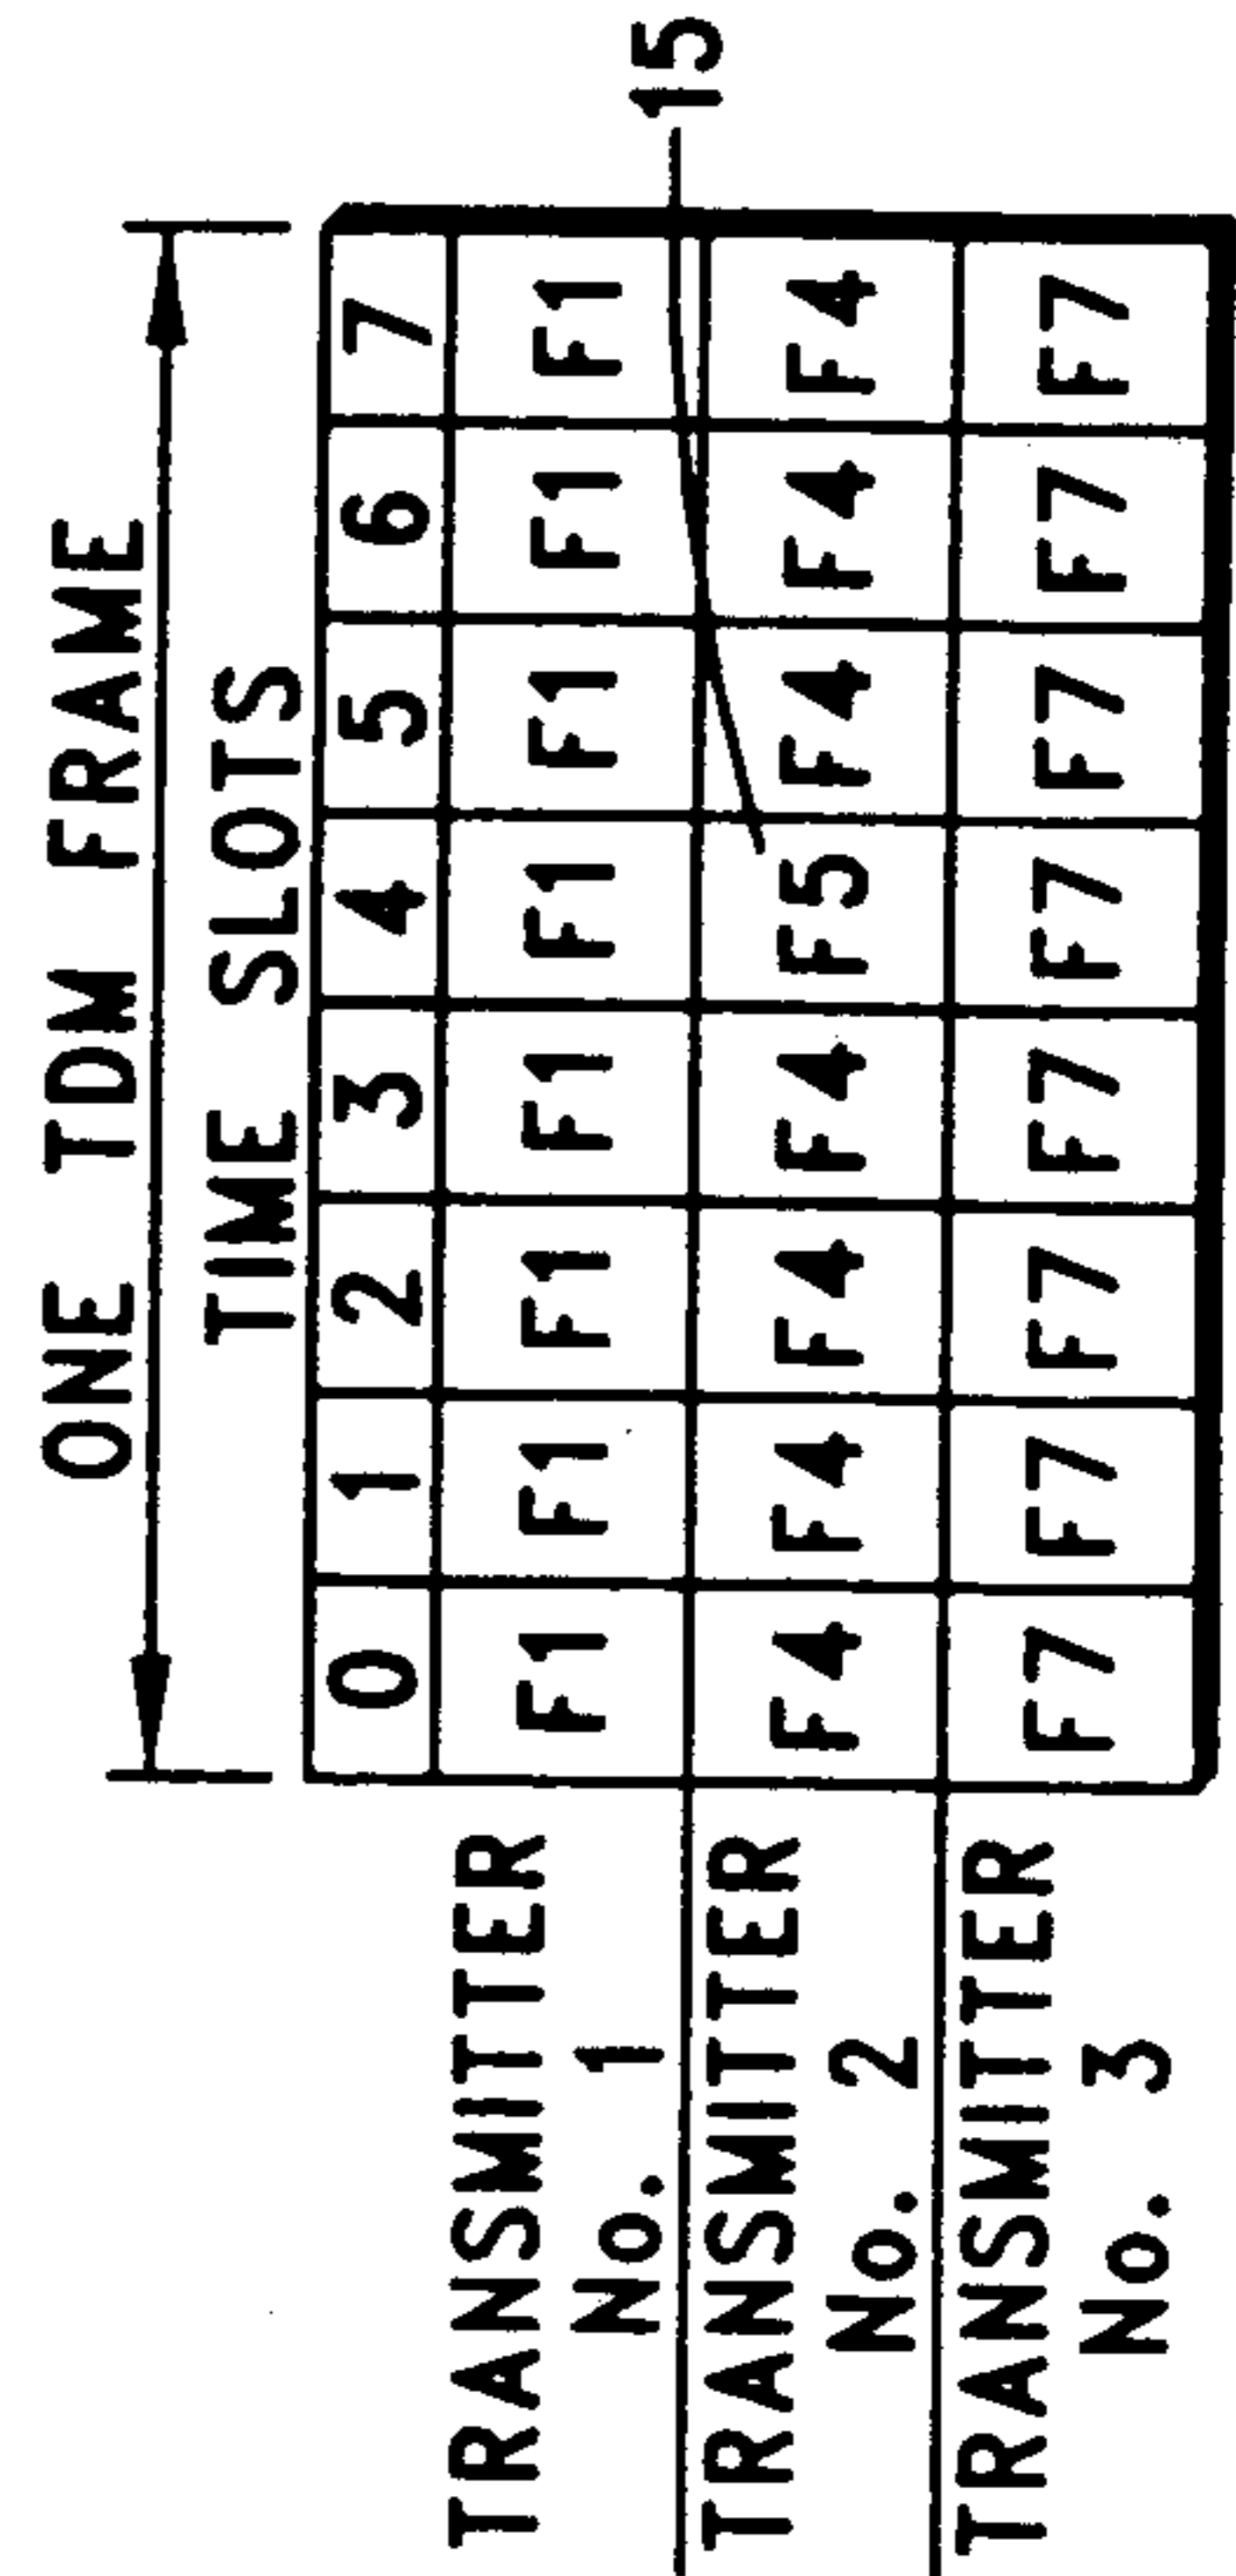 ONE TDM FRAME
TIME SLOTS
0 1 2 3 4 5 6 7
TRANSMITTER No. 1 F1 F1 F1 F1 F1 F1 F1 F1
15
TRANSMITTER No. 2 F4 F4 F4 F4 F5 F4 F4 F4
TRANSMITTER No. 3 F7 F7 F7 F7 F7 F7 F7 F7